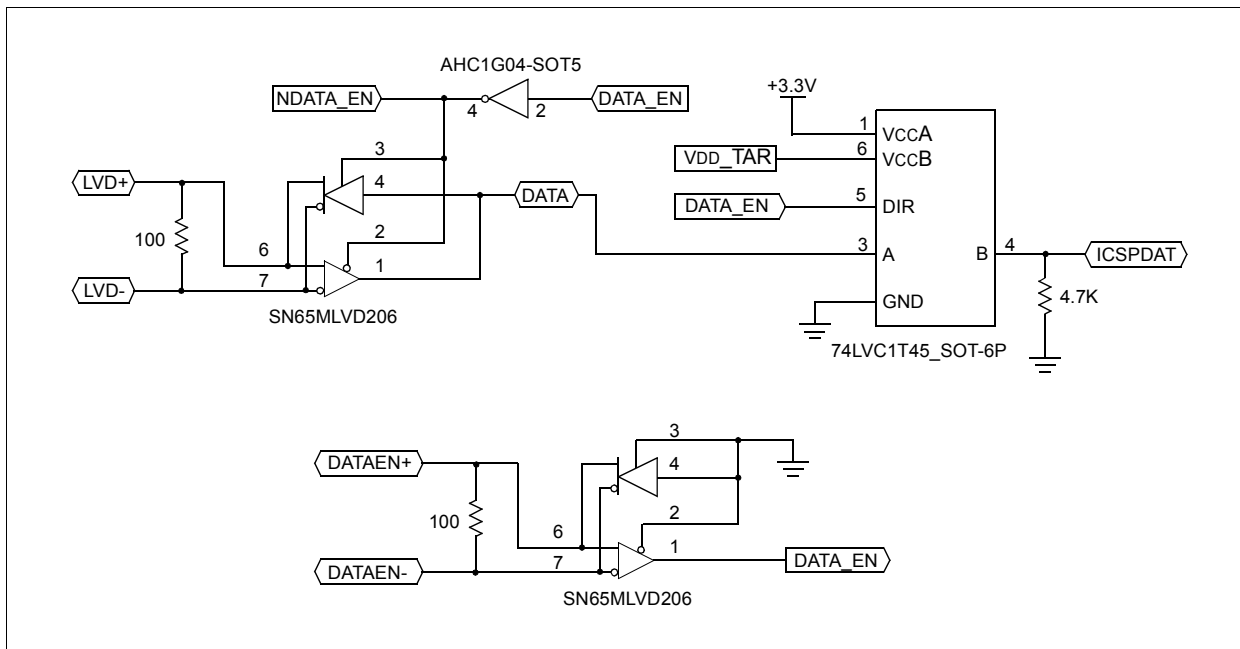 AHC1G04-SOT5
NDATA_EN
4
2
DATA_EN
+3.3V
1
VCCA
6
VCCB
VDD_TAR
3
LVD+
4
DATA
DATA_EN
5
DIR
100
2
6
1
3
A
B
4
ICSPDAT
LVD-
7
GND
4.7K
SN65MLVD206
74LVC1T45_SOT-6P
3
DATAEN+
4
100
2
6
1
DATAEN-
7
DATA_EN
SN65MLVD206